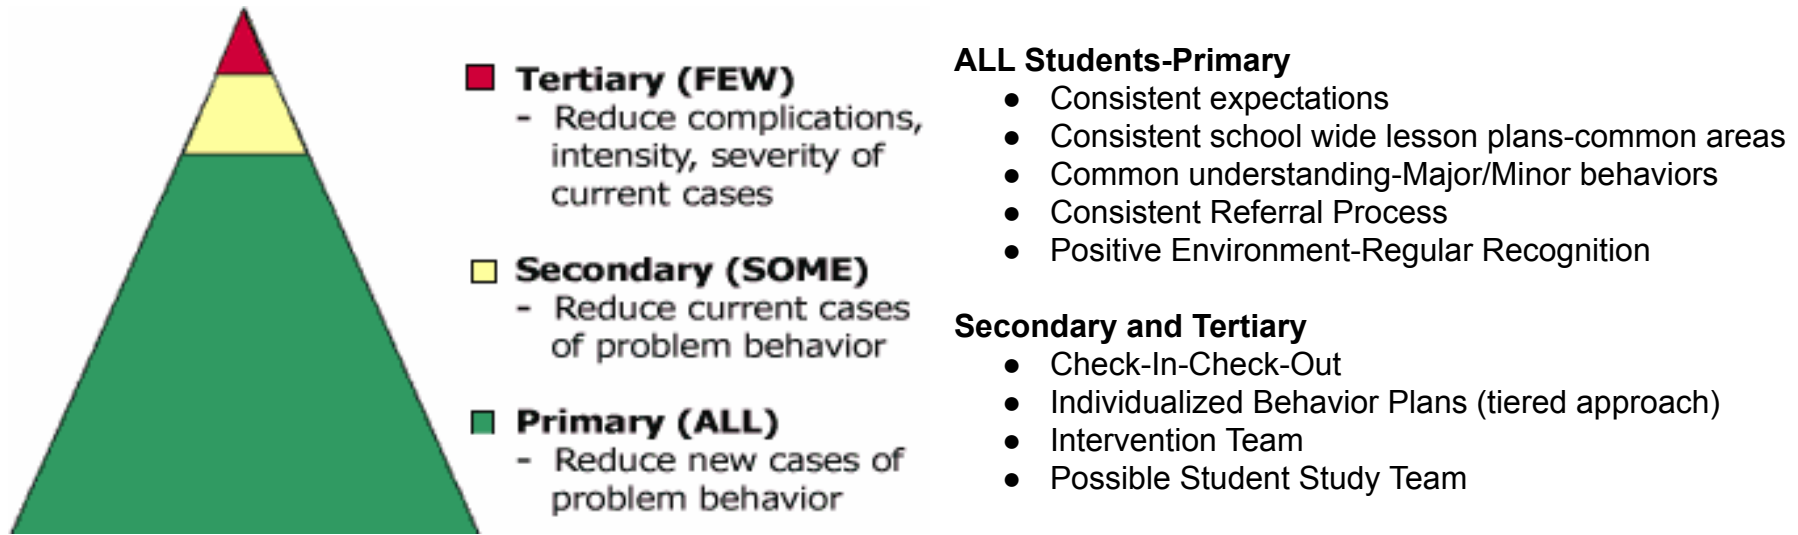 Tertiary (FEW)
- Reduce complications,
intensity, severity of
current cases
Secondary (SOME)
- Reduce current cases
of problem behavior
Primary (ALL)
- Reduce new cases of
problem behavior
ALL Students-Primary
● Consistent expectations
● Consistent school wide lesson plans-common areas
● Common understanding-Major/Minor behaviors
● Consistent Referral Process
● Positive Environment-Regular Recognition
Secondary and Tertiary
● Check-In-Check-Out
● Individualized Behavior Plans (tiered approach)
● Intervention Team
● Possible Student Study Team